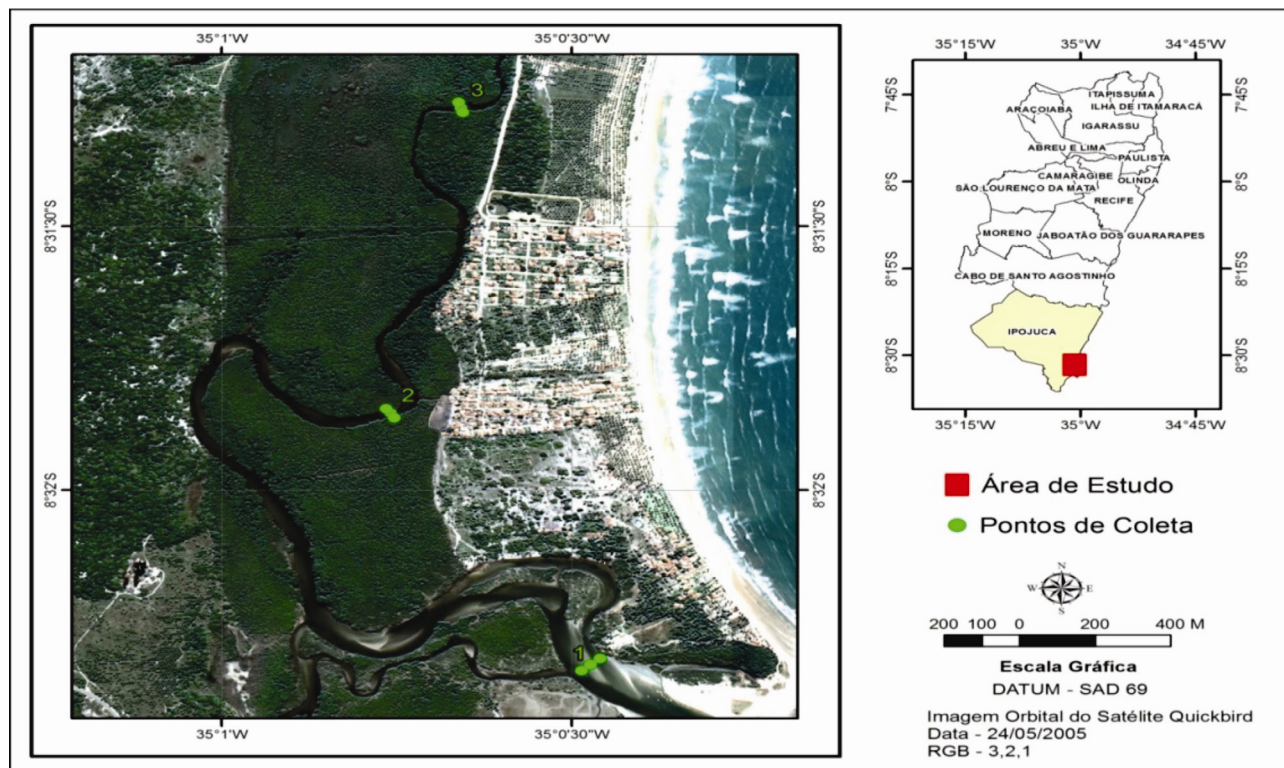 35°1'W
35°0'30"W
3
8°31'30"S
8°31'30"S
2
8°32'S
8°32'S
1
35°1'W
35°0'30"W
35°15'W
35°W
34°45'W
7°45'S
7°45'S
ITAPISSUMA
ARAÇOIABA
ILHA DE ITAMARACÁ
IGARASSU
ABREU E LIMA
PAULISTA
CAMARAGIBE
OLINDA
8°S
8°S
SÃO LOURENÇO DA MATA
RECIFE
MORENO
JABOATÃO DOS GUARARAPES
8°15'S
8°15'S
CABO DE SANTO AGOSTINHO
IPOJUCA
8°30'S
8°30'S
35°15'W
35°W
34°45'W
Área de Estudo
Pontos de Coleta
N
W E
S
200 100 0 200 400 M
Escala Gráfica
DATUM - SAD 69
Imagem Orbital do Satélite Quickbird
Data - 24/05/2005
RGB - 3,2,1